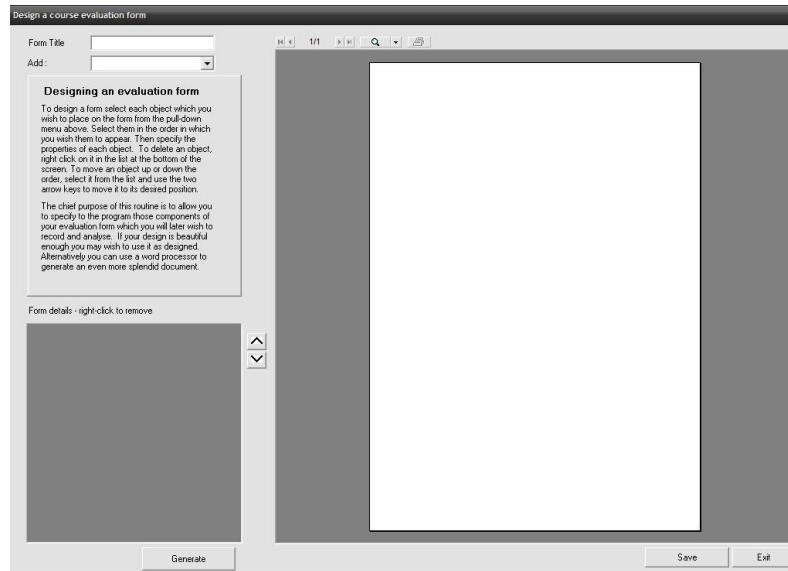 Design a course evaluation form
Form Title
Add :
Designing an evaluation form
To design a form select each object which you
wish to place on the form from the pull-down
menu above. Select them in the order in which
you wish them to appear. Then specify the
properties of each object. To delete an object,
right click on it in the list at the bottom of the
screen. To move an object up or down the
order, select it from the list and use the two
arrow keys to move it to its desired position.
The chief purpose of this routine is to allow you
to specify to the program those components of
your evaluation form which you will later wish to
record and analyse. If your design is beautiful
enough you may wish to use it as designed.
Alternatively you can use a word processor to
generate an even more splendid document.
Form details - right-click to remove
Generate
1/1
Save
Exit